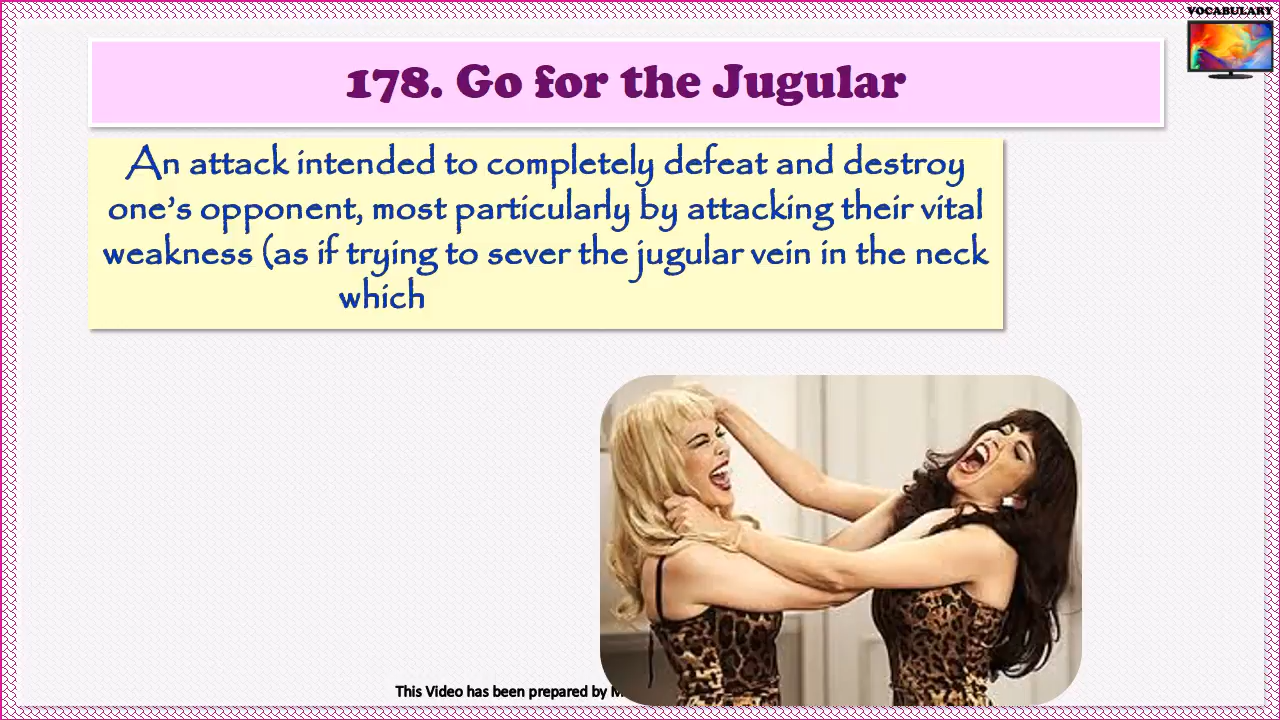 VOCABULARY
178. Go for the Jugular
An attack intended to completely defeat and destroy
one's opponent, most particularly by attacking their vital
weakness (as if trying to sever the jugular vein in the neck
which
This Video has been prepared by